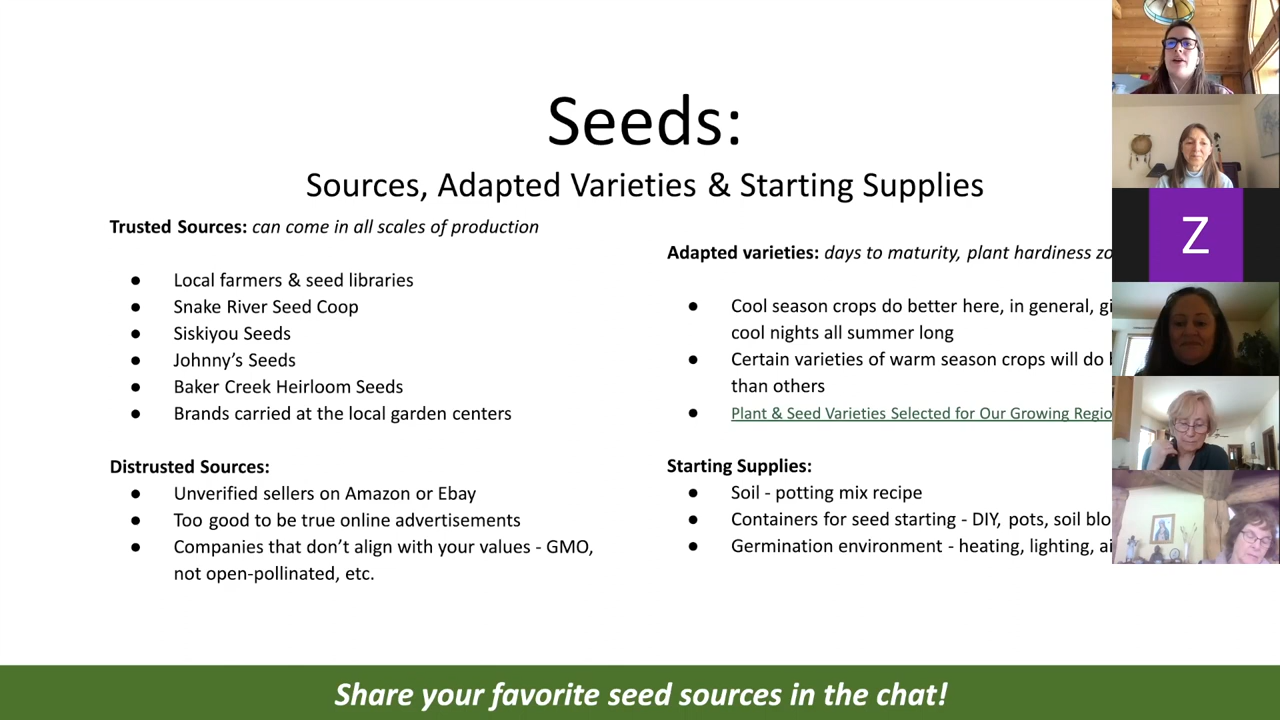 Seeds:
Sources, Adapted Varieties & Starting Supplies
Trusted Sources: can come in all scales of production
● Local farmers & seed libraries
● Snake River Seed Coop
● Siskiyou Seeds
● Johnny’s Seeds
● Baker Creek Heirloom Seeds
● Brands carried at the local garden centers
Distrusted Sources:
● Unverified sellers on Amazon or Ebay
● Too good to be true online advertisements
● Companies that don’t align with your values - GMO,
not open-pollinated, etc.
Adapted varieties: days to maturity, plant hardiness
● Cool season crops do better here, in general,
cool nights all summer long
● Certain varieties of warm season crops will do
than others
● Plant & Seed Varieties Selected for Our Growing
Starting Supplies:
● Soil - potting mix recipe
● Containers for seed starting - DIY, pots, soil
● Germination environment - heating, lighting,
Z
Share your favorite seed sources in the chat!